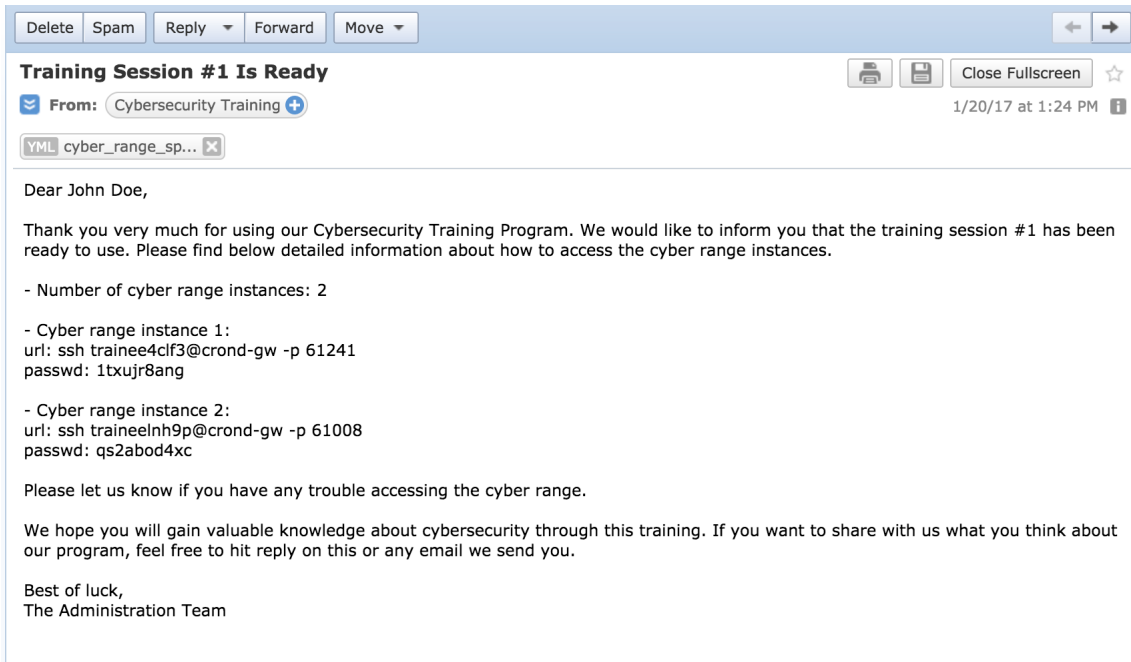 Delete Spam Reply Forward Move
Training Session #1 Is Ready Close Fullscreen
From: Cybersecurity Training 1/20/17 at 1:24 PM
YML cyber_range_sp...
Dear John Doe,
Thank you very much for using our Cybersecurity Training Program. We would like to inform you that the training session #1 has been
ready to use. Please find below detailed information about how to access the cyber range instances.
- Number of cyber range instances: 2
- Cyber range instance 1:
url: ssh trainee4clf3@crond-gw -p 61241
passwd: 1txujr8ang
- Cyber range instance 2:
url: ssh traineelnh9p@crond-gw -p 61008
passwd: qs2abod4xc
Please let us know if you have any trouble accessing the cyber range.
We hope you will gain valuable knowledge about cybersecurity through this training. If you want to share with us what you think about
our program, feel free to hit reply on this or any email we send you.
Best of luck,
The Administration Team